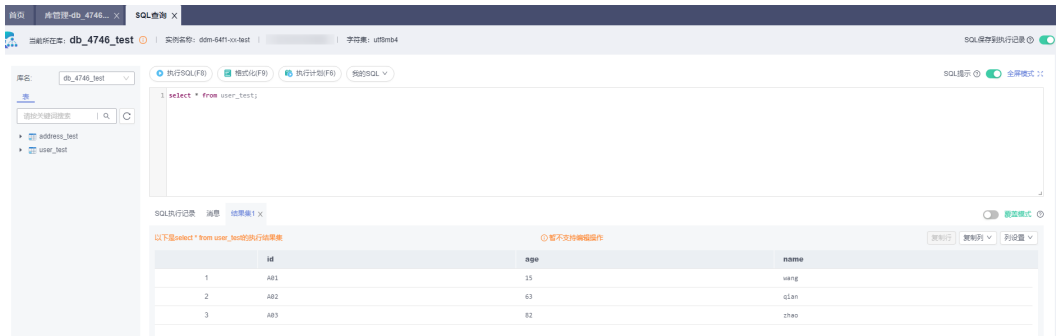 首页 库管理-db_4746... X SQL查询 X
当前所在库: db_4746_test 实例名称: ddm-64f1-xx-test 字符集: utf8mb4 SQL保存到执行记录
库名: db_4746_test 执行SQL(F8) 格式化(F9) 执行计划(F6) 我的SQL SQL提示 全屏模式
表
请按关键词搜索
address_test
user_test
1 select * from user_test;
SQL执行记录 消息 结果集1 X 覆盖模式
以下是select * from user_test的执行结果集 暂不支持编辑操作 复制行 复制列 列设置
id age name
1 A01 15 wang
2 A02 63 qian
3 A03 82 zhao